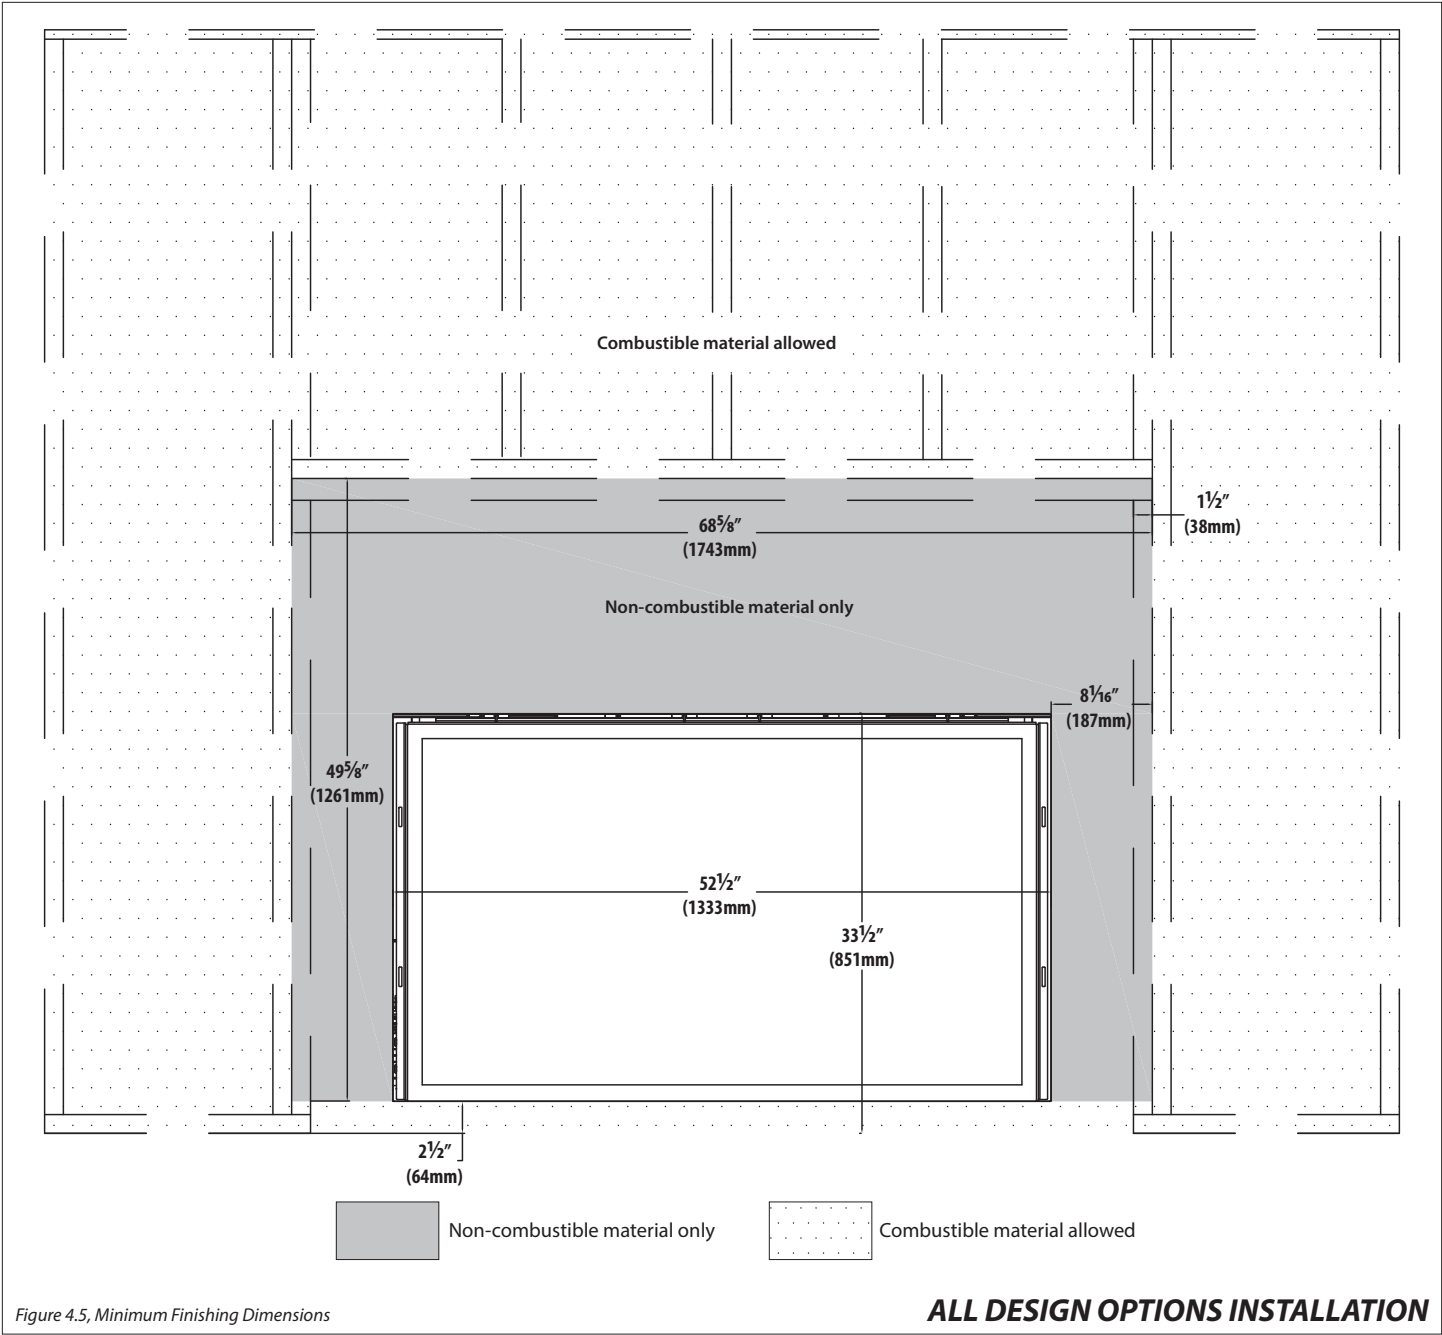 Combustible material allowed
1½″
(38mm)
68⅝″
(1743mm)
Non-combustible material only
8¹⁄₁₆″
(187mm)
49⅝″
(1261mm)
52½″
(1333mm)
33½″
(851mm)
2½″
(64mm)
Non-combustible material only
Combustible material allowed
Figure 4.5, Minimum Finishing Dimensions
ALL DESIGN OPTIONS INSTALLATION